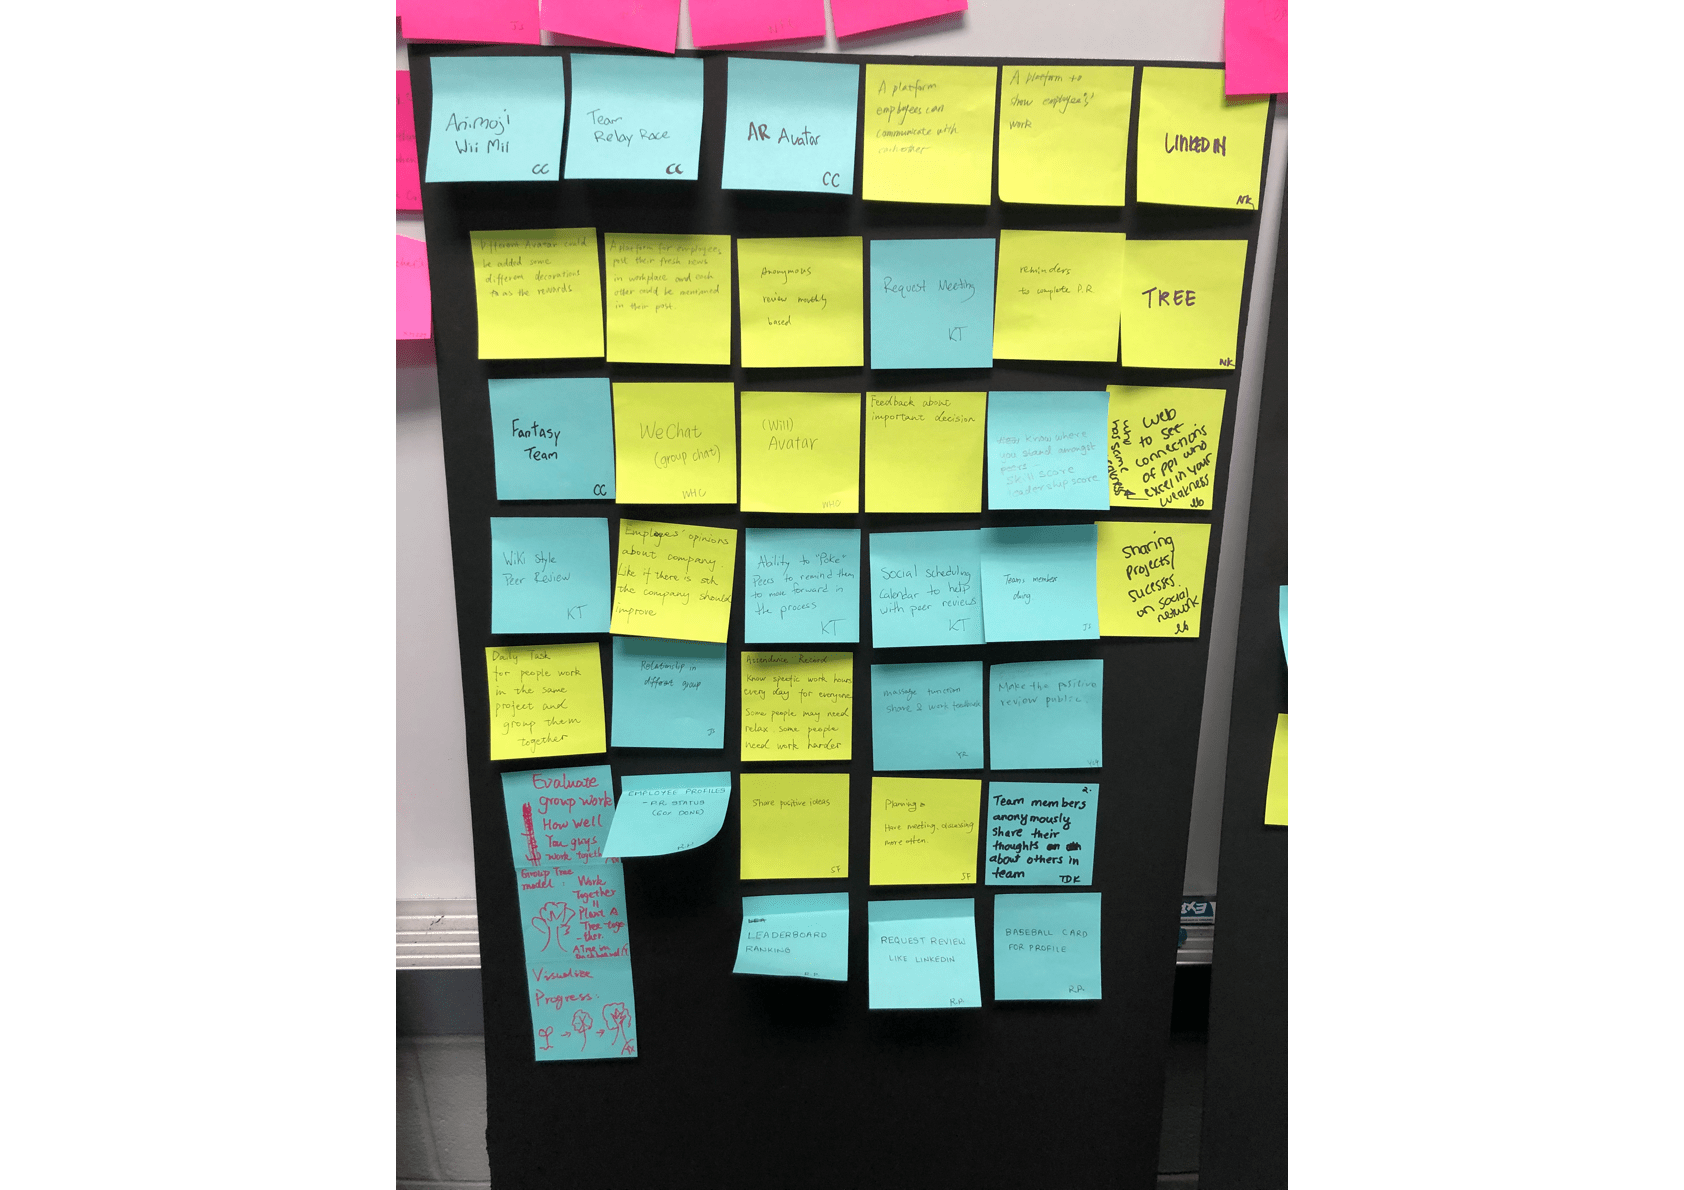 Animoji
Wii Mii
CC
Team
Relay Race
CC
AR Avatar
CC
A platform
employees can
communicate with
each other
A platform to
show employee's'
work
LINKEDIN
NK
Different Avatar could
be added some
different decorations
to as the rewards
A platform for employees
post their fresh news
in workplace and each
other could be mentioned
in their post.
Anonymous
review monthly
based
Request Meeting
KT
reminders
to complete P.R
TREE
NK
Fantasy
Team
CC
WeChat
(group chat)
WHC
(Will)
Avatar
WHC
Feedback about
important decision
know where
you stand amongst
peers -
Skill score
leadership score
web
to see
connections
of ppl who
excel in your
weakness
Wiki Style
Peer Review
KT
Employees' opinions
about company.
Like if there is sth
the company should
improve
Ability to "Poke"
Peers to remind them
to move forward in
the process
KT
Social scheduling
Calendar to help
with peer reviews
KT
Teams member
doing
JZ
Sharing
projects/
sucesses
on social
network
Daily Task
for people work
in the same
project and
group them
together
Relationship in
different group
Attendance Record
Know specific work hours
every day for everyone
Some people may need
relax some people
need work harder
massage function
share & work feedback
YZ
Make the positive
review public.
Evaluate
group work
How well
You guys
work togeth
EMPLOYEE PROFILES
- P.R. STATUS
(60% DONE)
Share positive ideas
SF
Planning
Have meeting, discussing
more often.
SF
2.
Team members
anonymously
share their
thoughts
about others in
team
TDK
Group Tree
model:
Work
Together
=
Plant A
Tree toge
-ther.
Visualize
Progress.
LEADERBOARD
RANKING
REQUEST REVIEW
LIKE LINKEDIN
R.A.
BASEBALL CARD
FOR PROFILE
R.A.